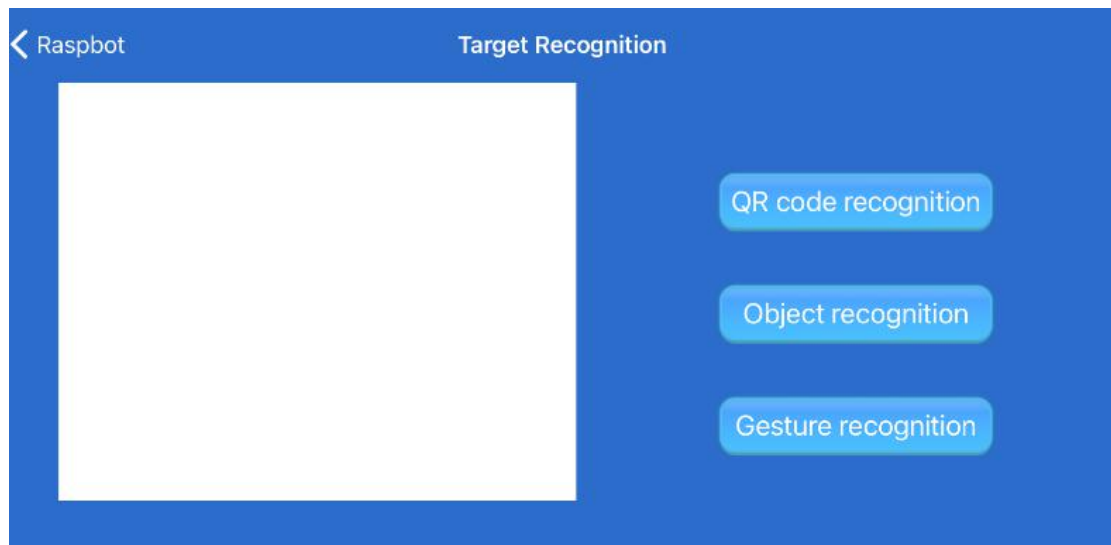 Raspbot
Target Recognition
QR code recognition
Object recognition
Gesture recognition